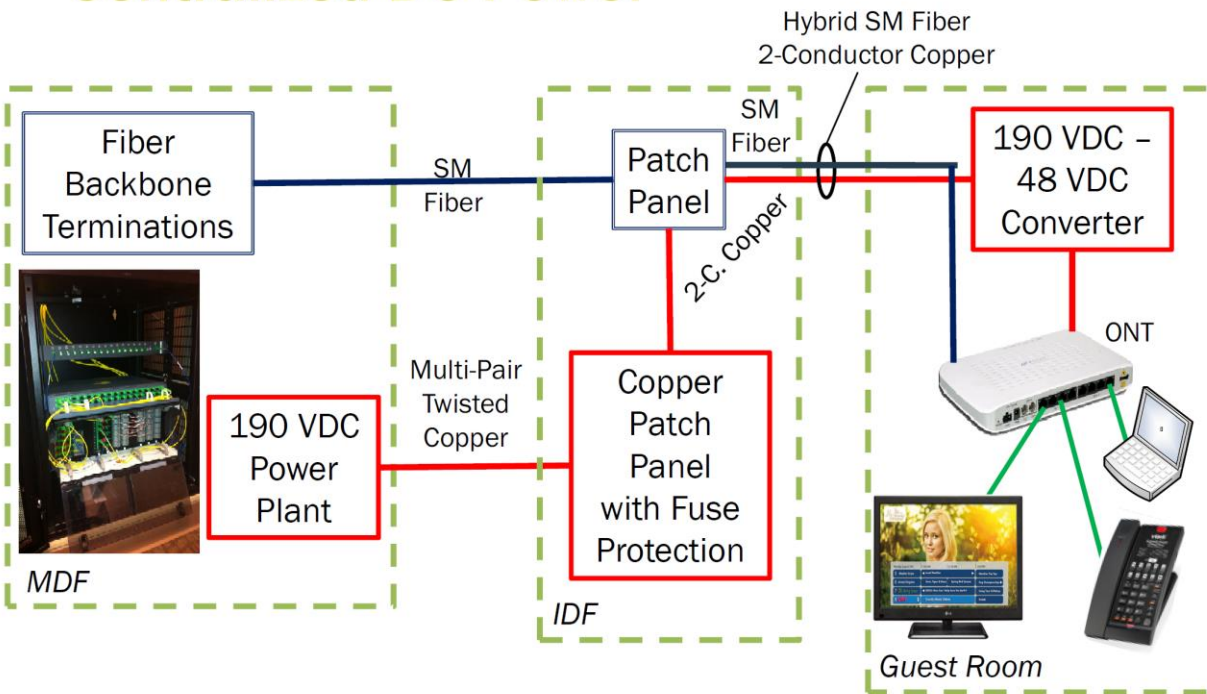 Hybrid SM Fiber
2-Conductor Copper
Fiber
Backbone
Terminations
SM
Fiber
Patch
Panel
SM
Fiber
190 VDC –
48 VDC
Converter
2-C. Copper
ONT
Multi-Pair
Twisted
Copper
190 VDC
Power
Plant
Copper
Patch
Panel
with Fuse
Protection
MDF
IDF
Guest Room